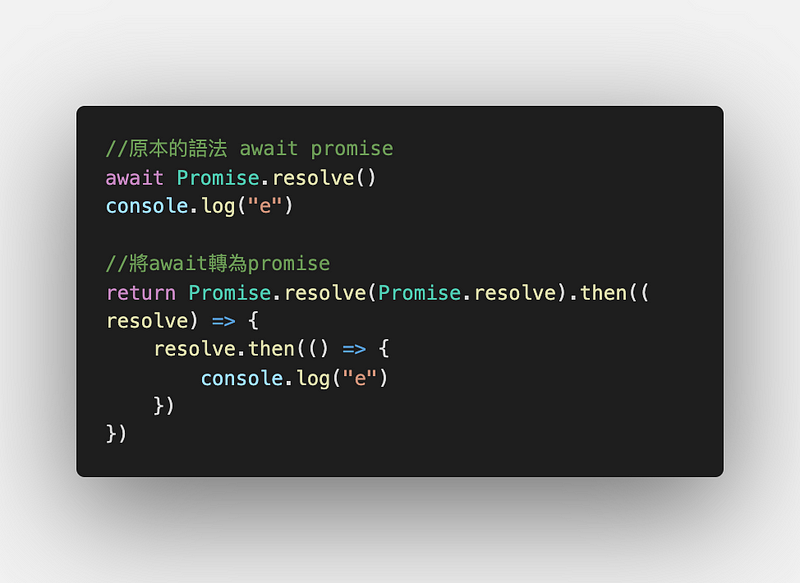 //原本的語法 await promise
await Promise.resolve()
console.log("e")

//將await轉為promise
return Promise.resolve(Promise.resolve).then((
resolve) => {
    resolve.then(() => {
        console.log("e")
    })
})